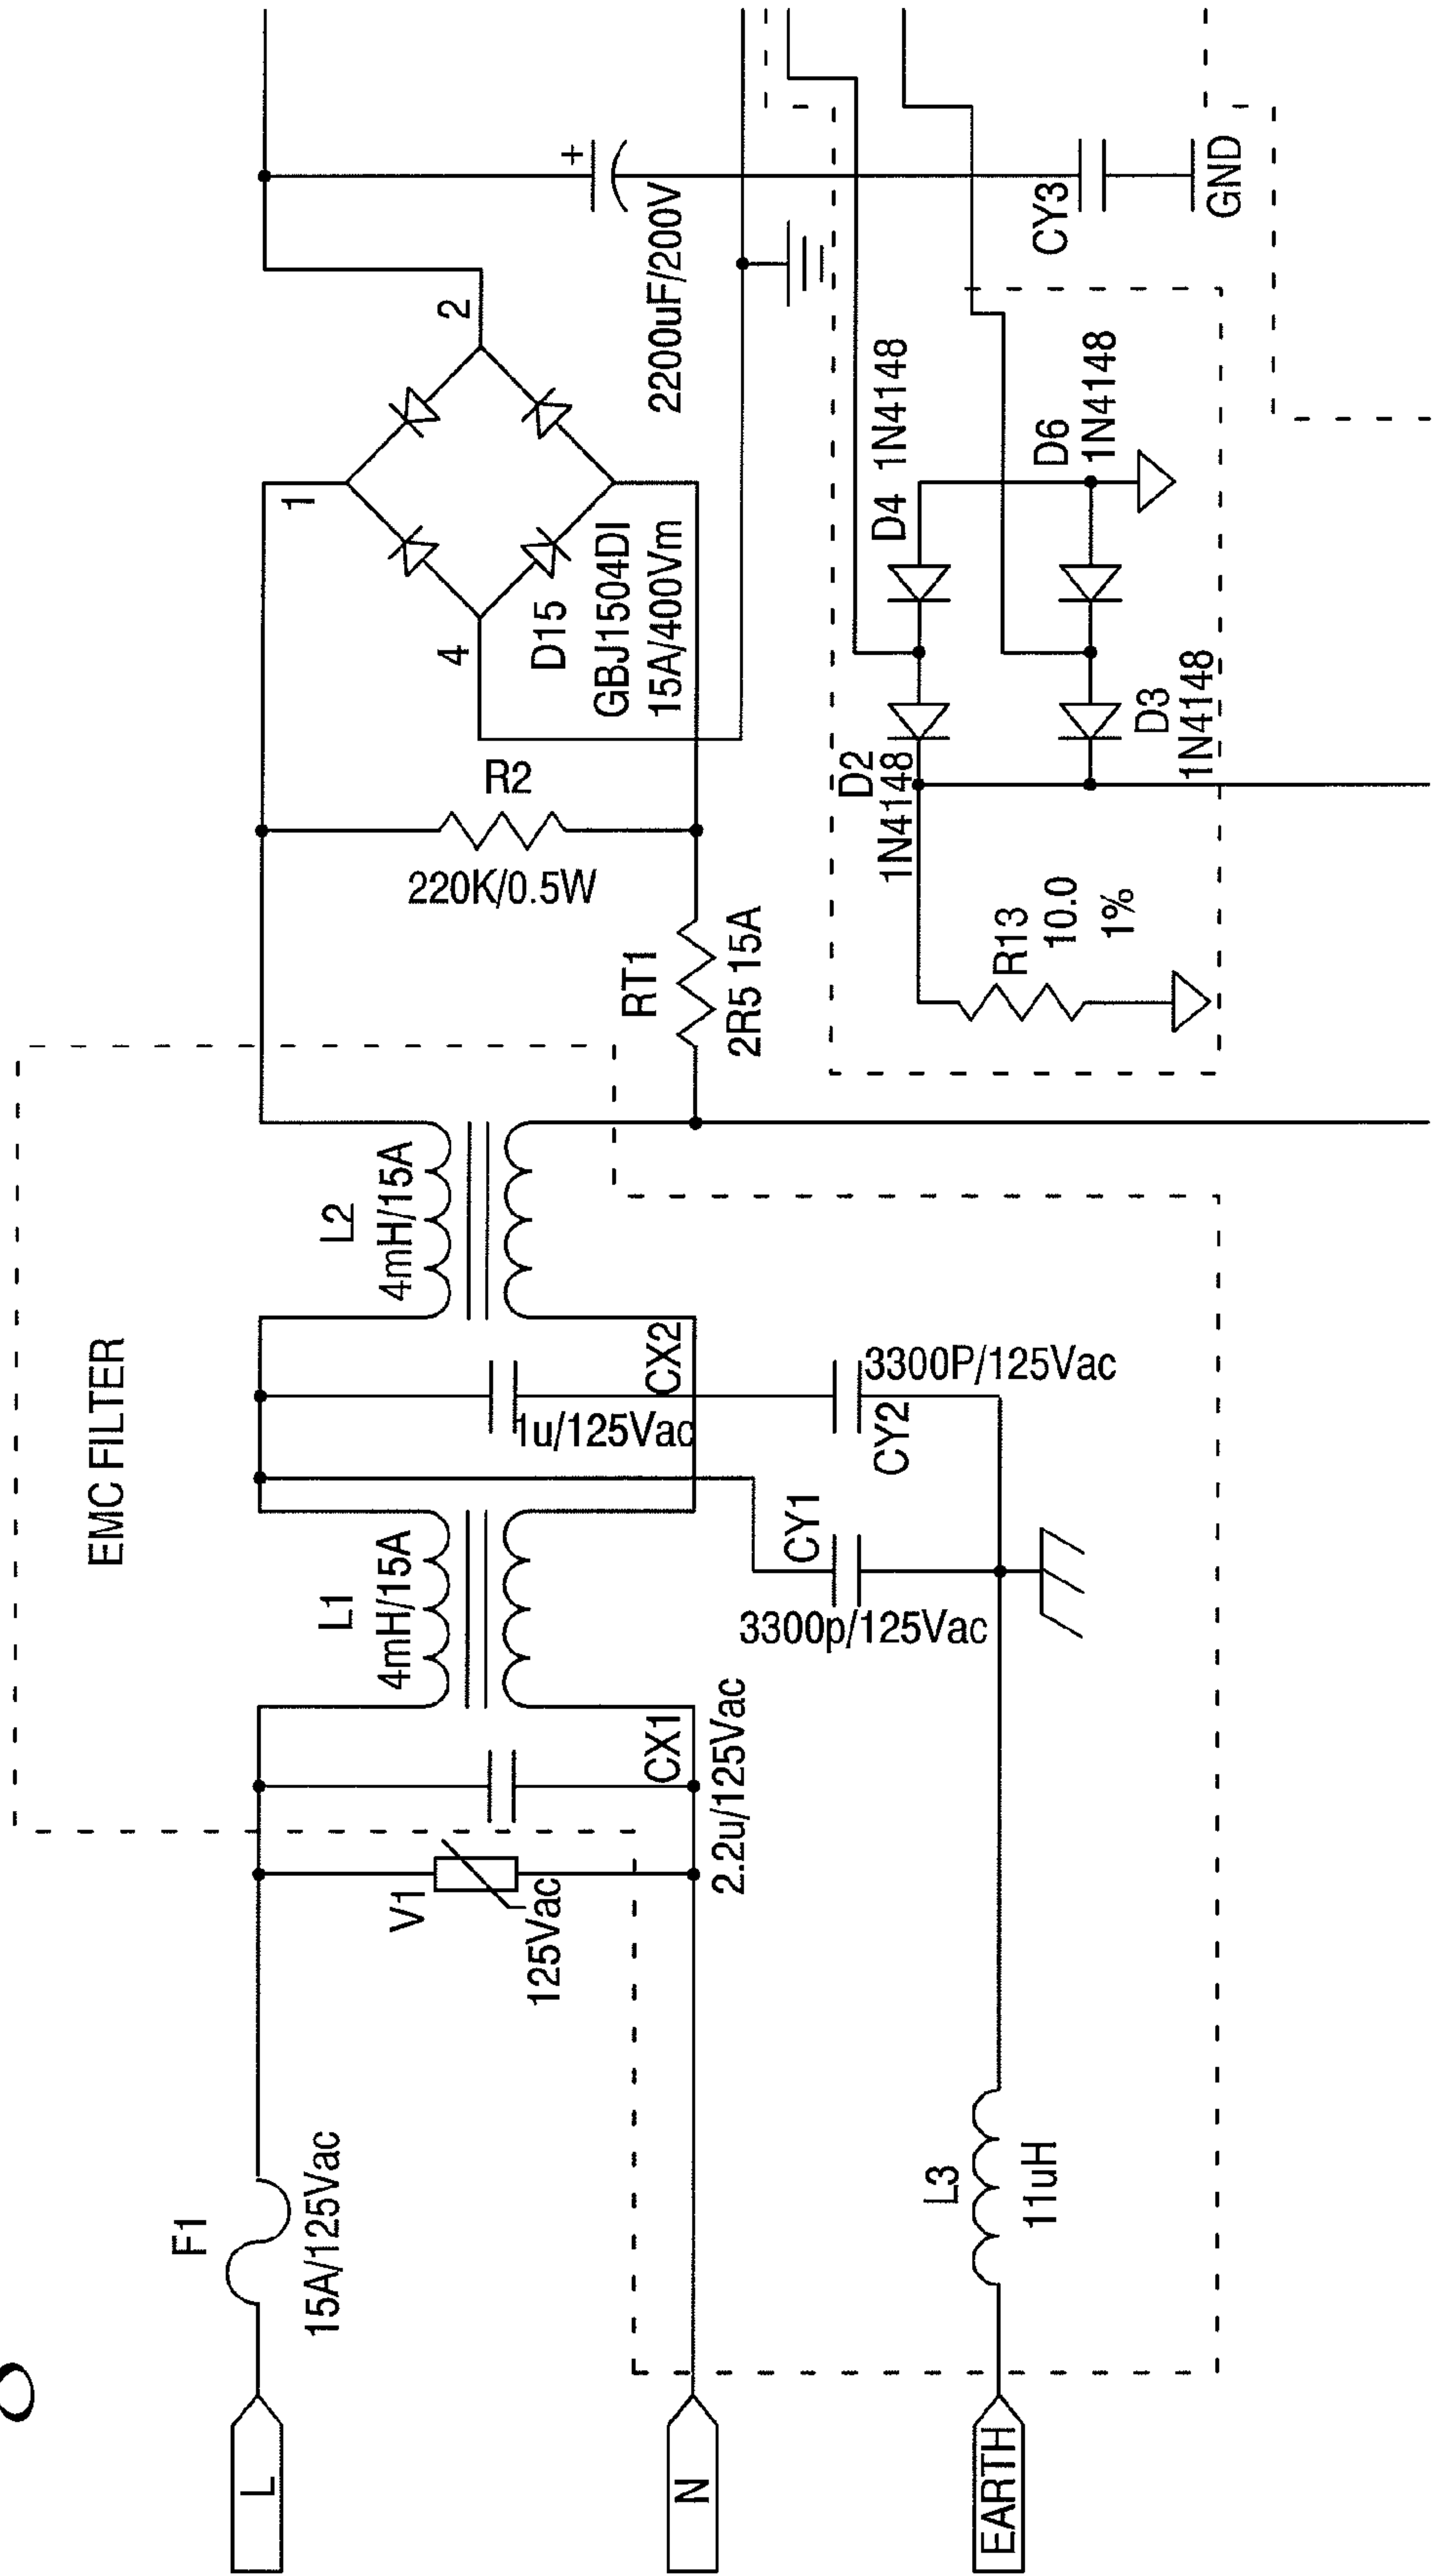 EMC FILTER
L
F1
15A/125Vac
V1
125Vac
CX1
2.2u/125Vac
L1
4mH/15A
CX2
1u/125Vac
L2
4mH/15A
CY1
3300p/125Vac
CY2
3300P/125Vac
N
EARTH
L3
11uH
RT1
2R5 15A
R2
220K/0.5W
1
2
4
D15
GBJ1504DI
15A/400Vm
+
2200uF/200V
CY3
GND
D4 1N4148
D6
1N4148
D2
1N4148
D3
1N4148
R13
10.0
1%